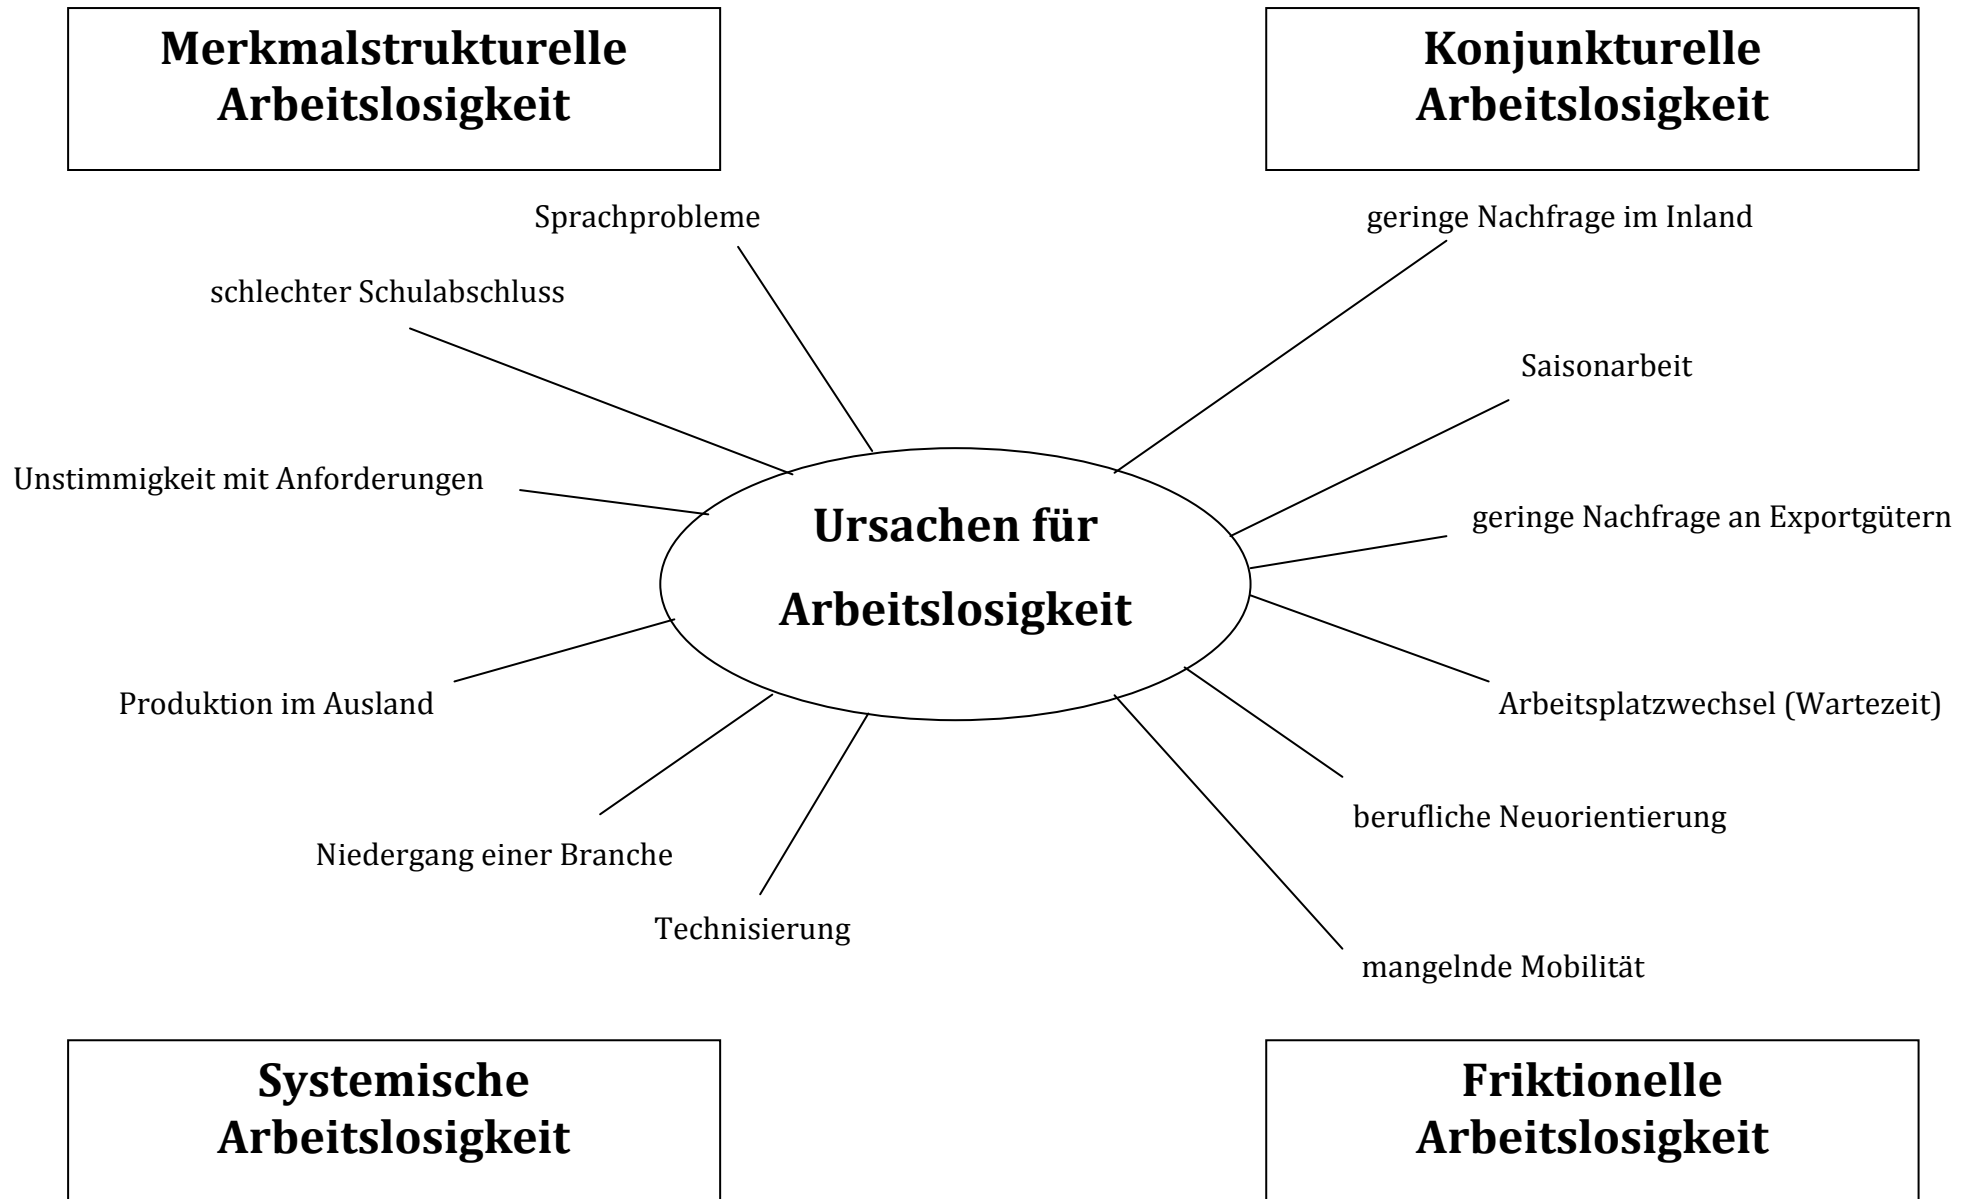 Merkmalstrukturelle
Arbeitslosigkeit
Konjunkturelle
Arbeitslosigkeit
Sprachprobleme
geringe Nachfrage im Inland
schlechter Schulabschluss
Saisonarbeit
Unstimmigkeit mit Anforderungen
geringe Nachfrage an Exportgütern
Ursachen für
Arbeitslosigkeit
Produktion im Ausland
Arbeitsplatzwechsel (Wartezeit)
berufliche Neuorientierung
Niedergang einer Branche
Technisierung
mangelnde Mobilität
Systemische
Arbeitslosigkeit
Friktionelle
Arbeitslosigkeit